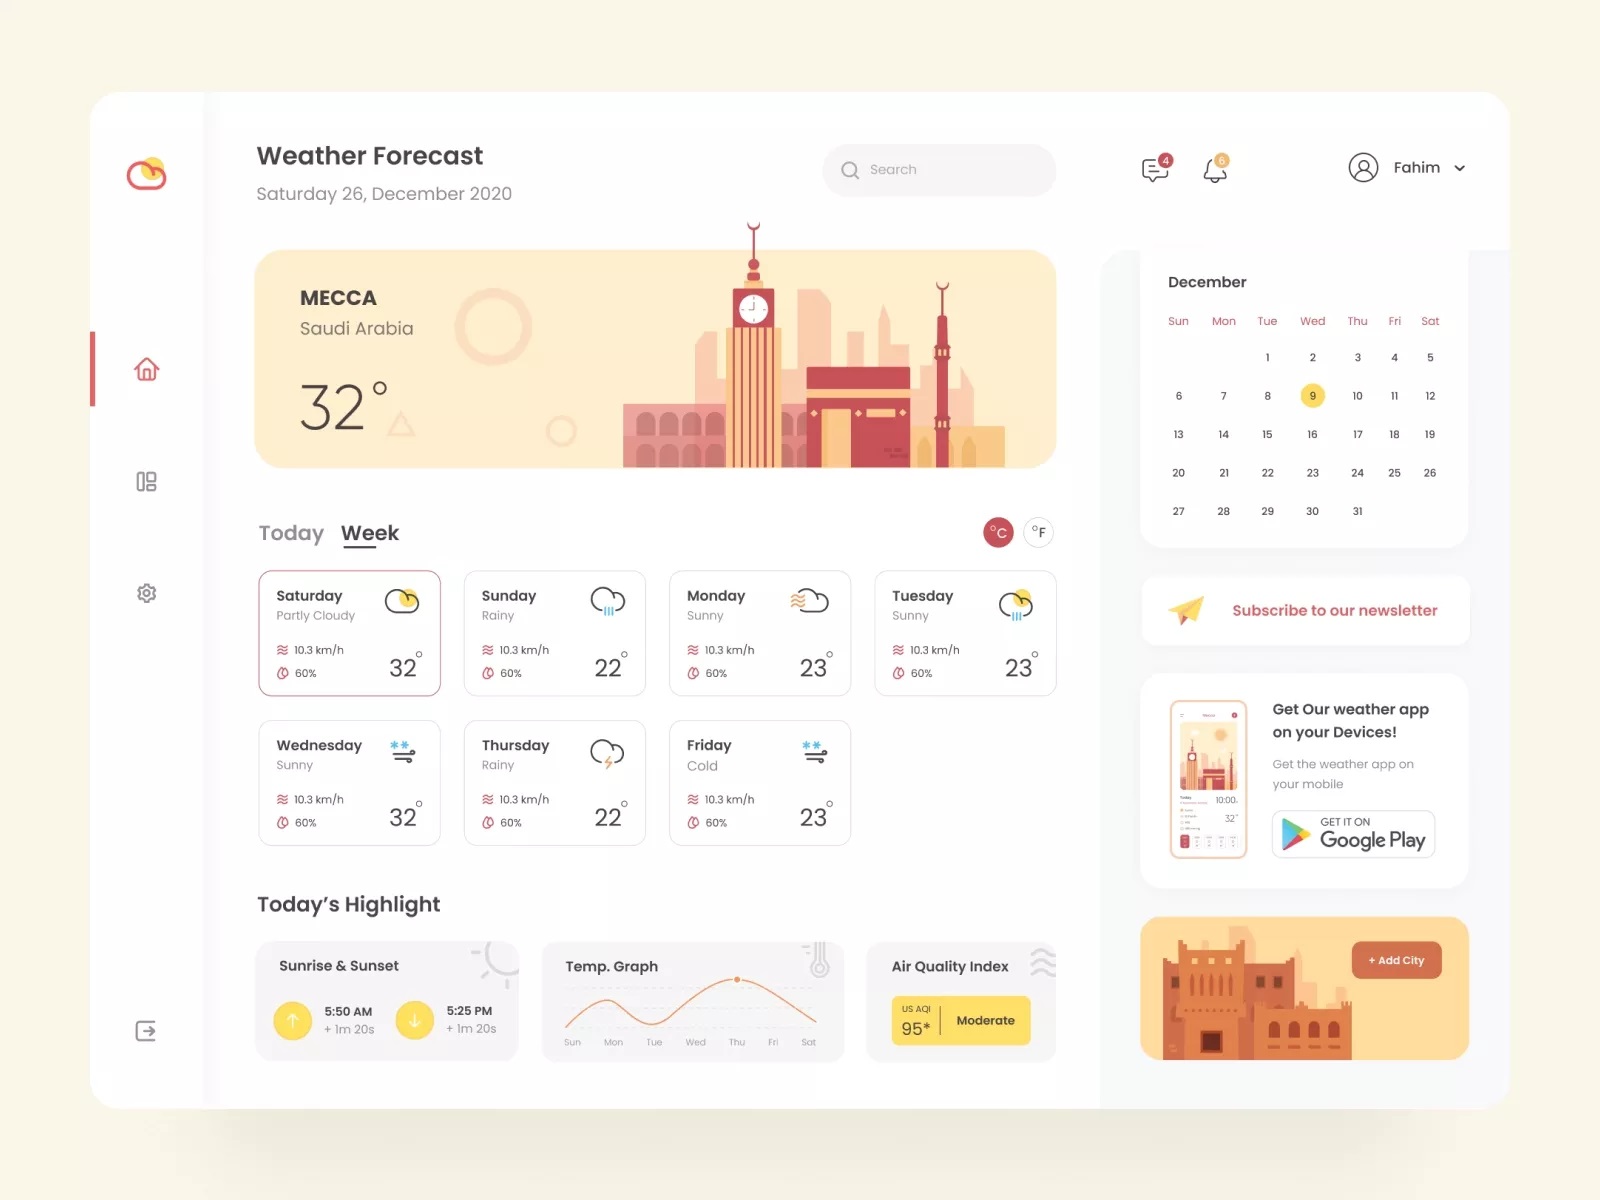 Weather Forecast
Saturday 26, December 2020
Search
4
6
Fahim
MECCA
Saudi Arabia
32°
Today Week
°C °F
Saturday
Partly Cloudy
10.3 km/h
60%
32°
Sunday
Rainy
10.3 km/h
60%
22°
Monday
Sunny
10.3 km/h
60%
23°
Tuesday
Sunny
10.3 km/h
60%
23°
Wednesday
Sunny
10.3 km/h
60%
32°
Thursday
Rainy
10.3 km/h
60%
22°
Friday
Cold
10.3 km/h
60%
23°
Today’s Highlight
Sunrise & Sunset
5:50 AM
+ 1m 20s
5:25 PM
+ 1m 20s
Temp. Graph
Sun Mon Tue Wed Thu Fri Sat
Air Quality Index
US AQI
95*
Moderate
December
Sun Mon Tue Wed Thu Fri Sat
1 2 3 4 5
6 7 8 9 10 11 12
13 14 15 16 17 18 19
20 21 22 23 24 25 26
27 28 29 30 31
Subscribe to our newsletter
10:00
32°
Get Our weather app
on your Devices!
Get the weather app on
your mobile
GET IT ON
Google Play
+ Add City